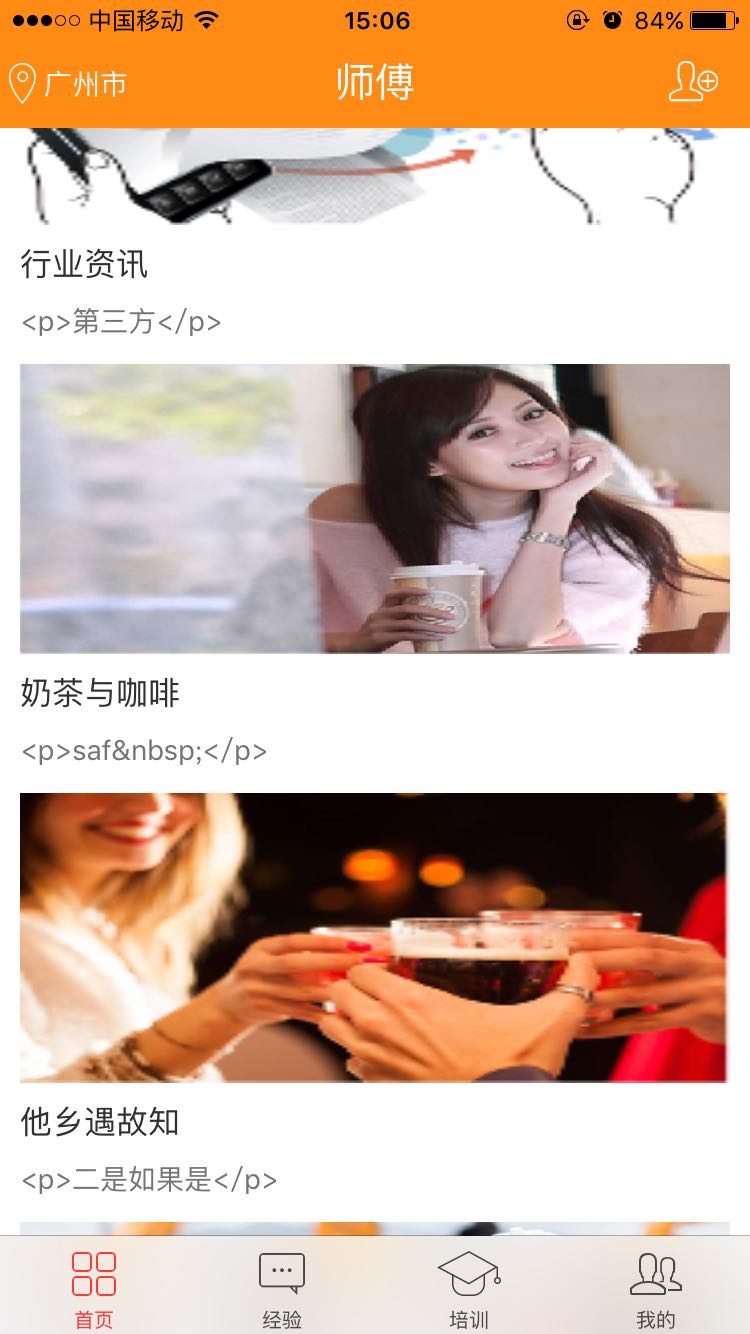 中国移动 15:06 84%
广州市 师傅
行业资讯
<p>第三方</p>
奶茶与咖啡
<p>saf&nbsp;</p>
他乡遇故知
<p>二是如果是</p>
首页 经验 培训 我的